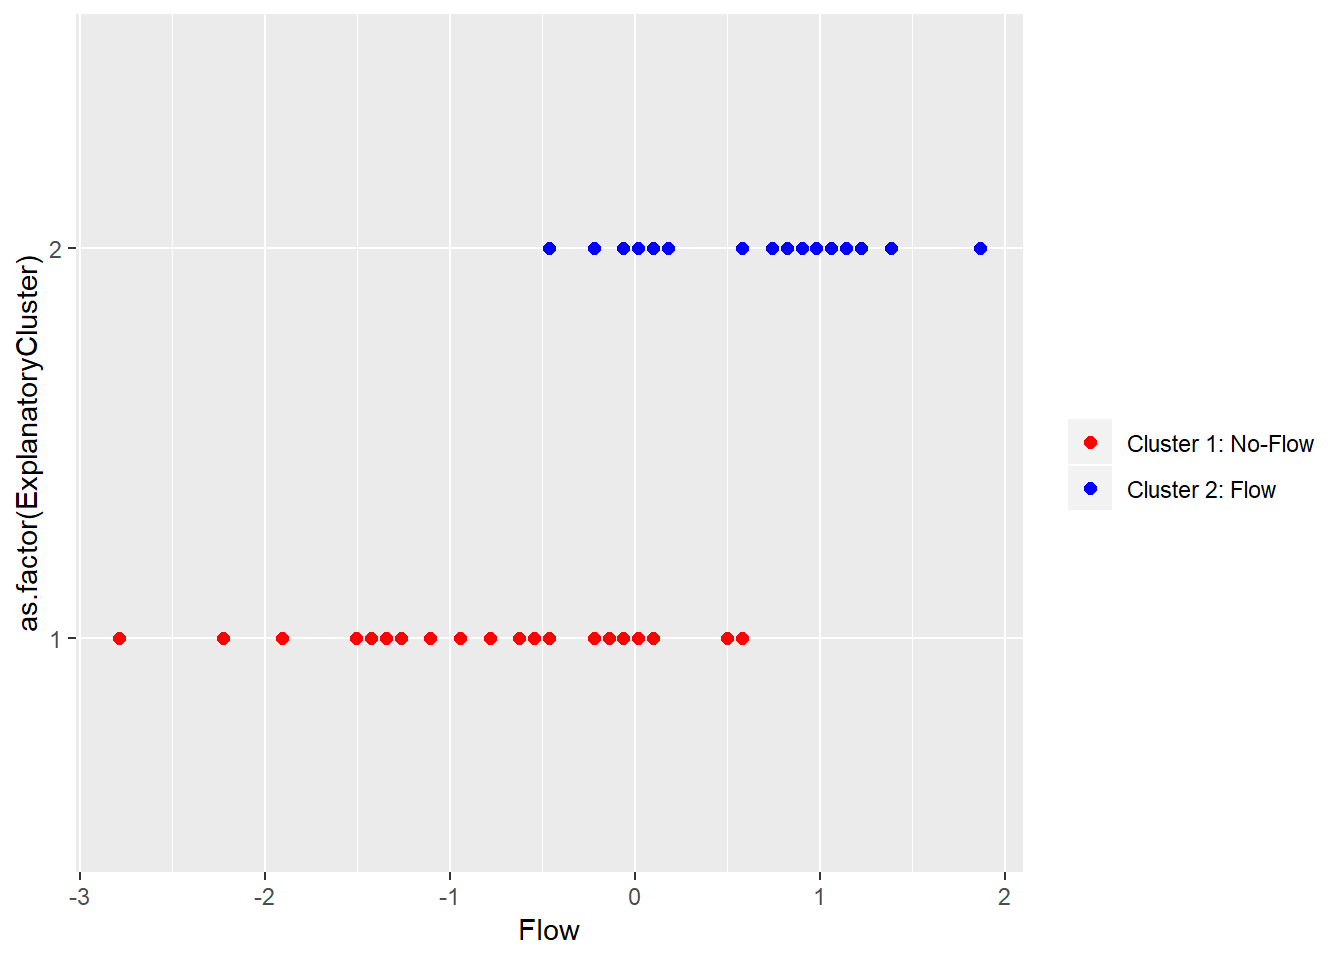 as.factor(ExplanatoryCluster)
2
1
-3 -2 -1 0 1 2
Flow
Cluster 1: No-Flow
Cluster 2: Flow